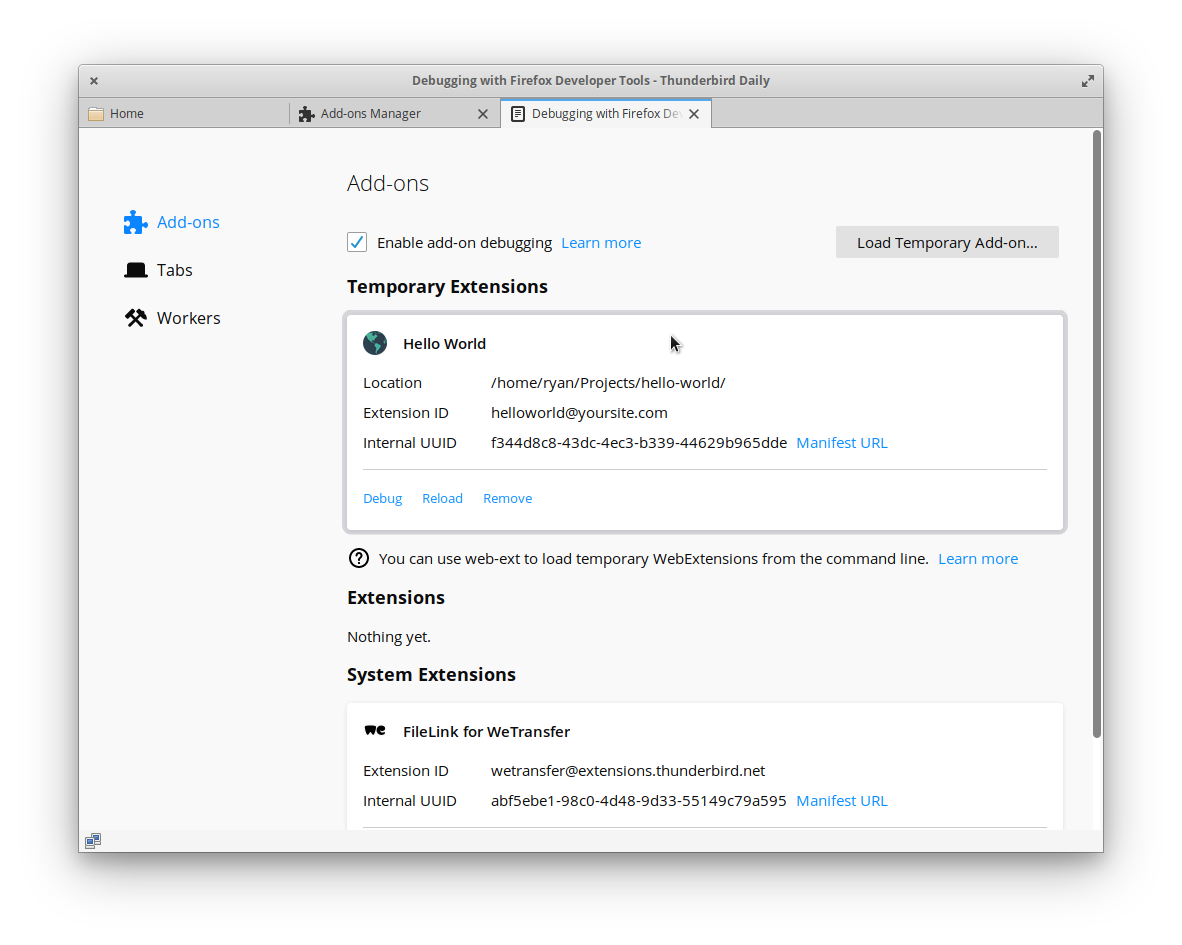 Debugging with Firefox Developer Tools - Thunderbird Daily
Home
Add-ons Manager
Debugging with Firefox De
Add-ons
Tabs
Workers
Add-ons
Enable add-on debugging Learn more
Load Temporary Add-on...
Temporary Extensions
Hello World
Location /home/ryan/Projects/hello-world/
Extension ID helloworld@yoursite.com
Internal UUID f344d8c8-43dc-4ec3-b339-44629b965dde Manifest URL
Debug Reload Remove
You can use web-ext to load temporary WebExtensions from the command line. Learn more
Extensions
Nothing yet.
System Extensions
we FileLink for WeTransfer
Extension ID wetransfer@extensions.thunderbird.net
Internal UUID abf5ebe1-98c0-4d48-9d33-55149c79a595 Manifest URL